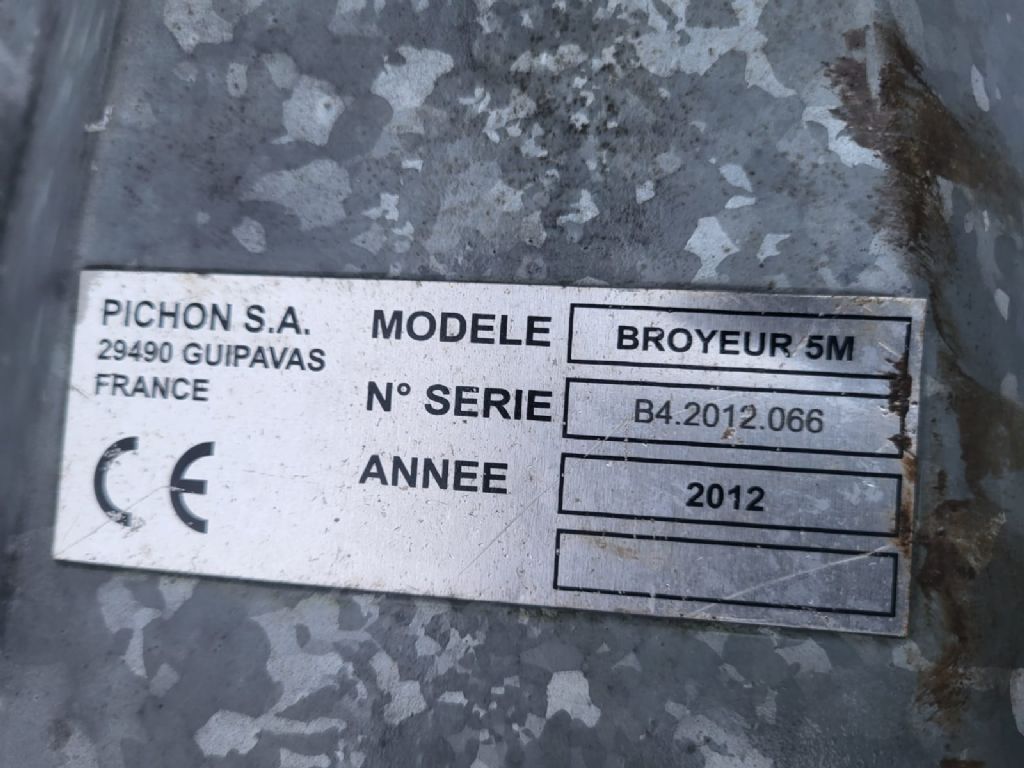 PICHON S.A.
29490 GUIPAVAS
FRANCE
CE
MODELE BROYEUR 5M
N° SERIE B4.2012.066
ANNEE 2012